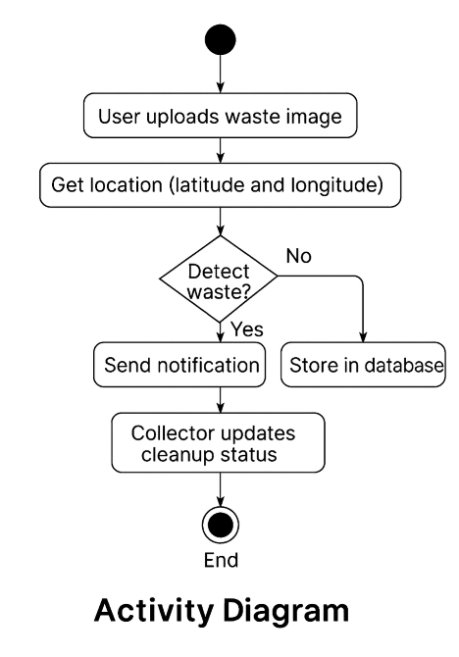 User uploads waste image
Get location (latitude and longitude)
Detect
waste?
No
Yes
Send notification
Store in database
Collector updates
cleanup status
End
Activity Diagram